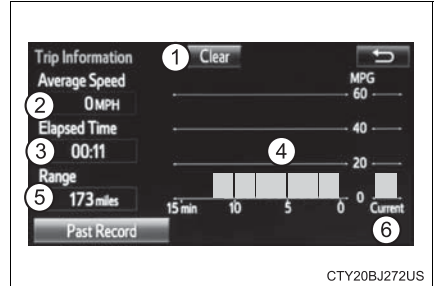 Trip Information 1 Clear
Average Speed MPG
2 0 MPH 60
Elapsed Time 40
3 00:11 4
Range 20
5 173 miles 0
15 min 10 5 0 Current
Past Record 6
CTY20BJ272US